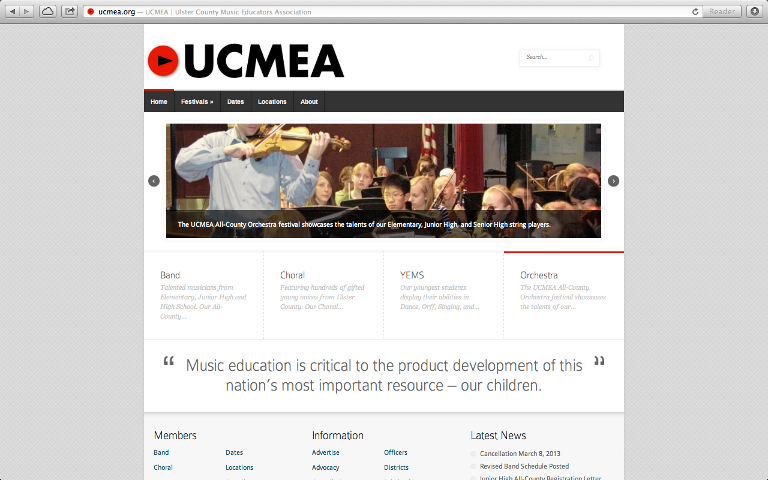 ucmea.org — UCMEA | Ulster County Music Educators Association
Reader
UCMEA
Search...
Home
Festivals »
Dates
Locations
About
The UCMEA All-County Orchestra festival showcases the talents of our Elementary, Junior High, and Senior High string players.
Band
Talented musicians from
Elementary, Junior High and
High School. Our All-
County...
Choral
Featuring hundreds of gifted
young voices from Ulster
County. Our Choral...
YEMS
Our youngest students
display their abilities in
Dance, Orff, Singing, and...
Orchestra
The UCMEA All-County
Orchestra festival showcases
the talents of our...
“ Music education is critical to the product development of this ”
nation’s most important resource – our children.
Members
Band
Dates
Choral
Locations
Information
Advertise
Officers
Advocacy
Districts
Latest News
Cancellation March 8, 2013
Revised Band Schedule Posted
Junior High All-County Registration Letter